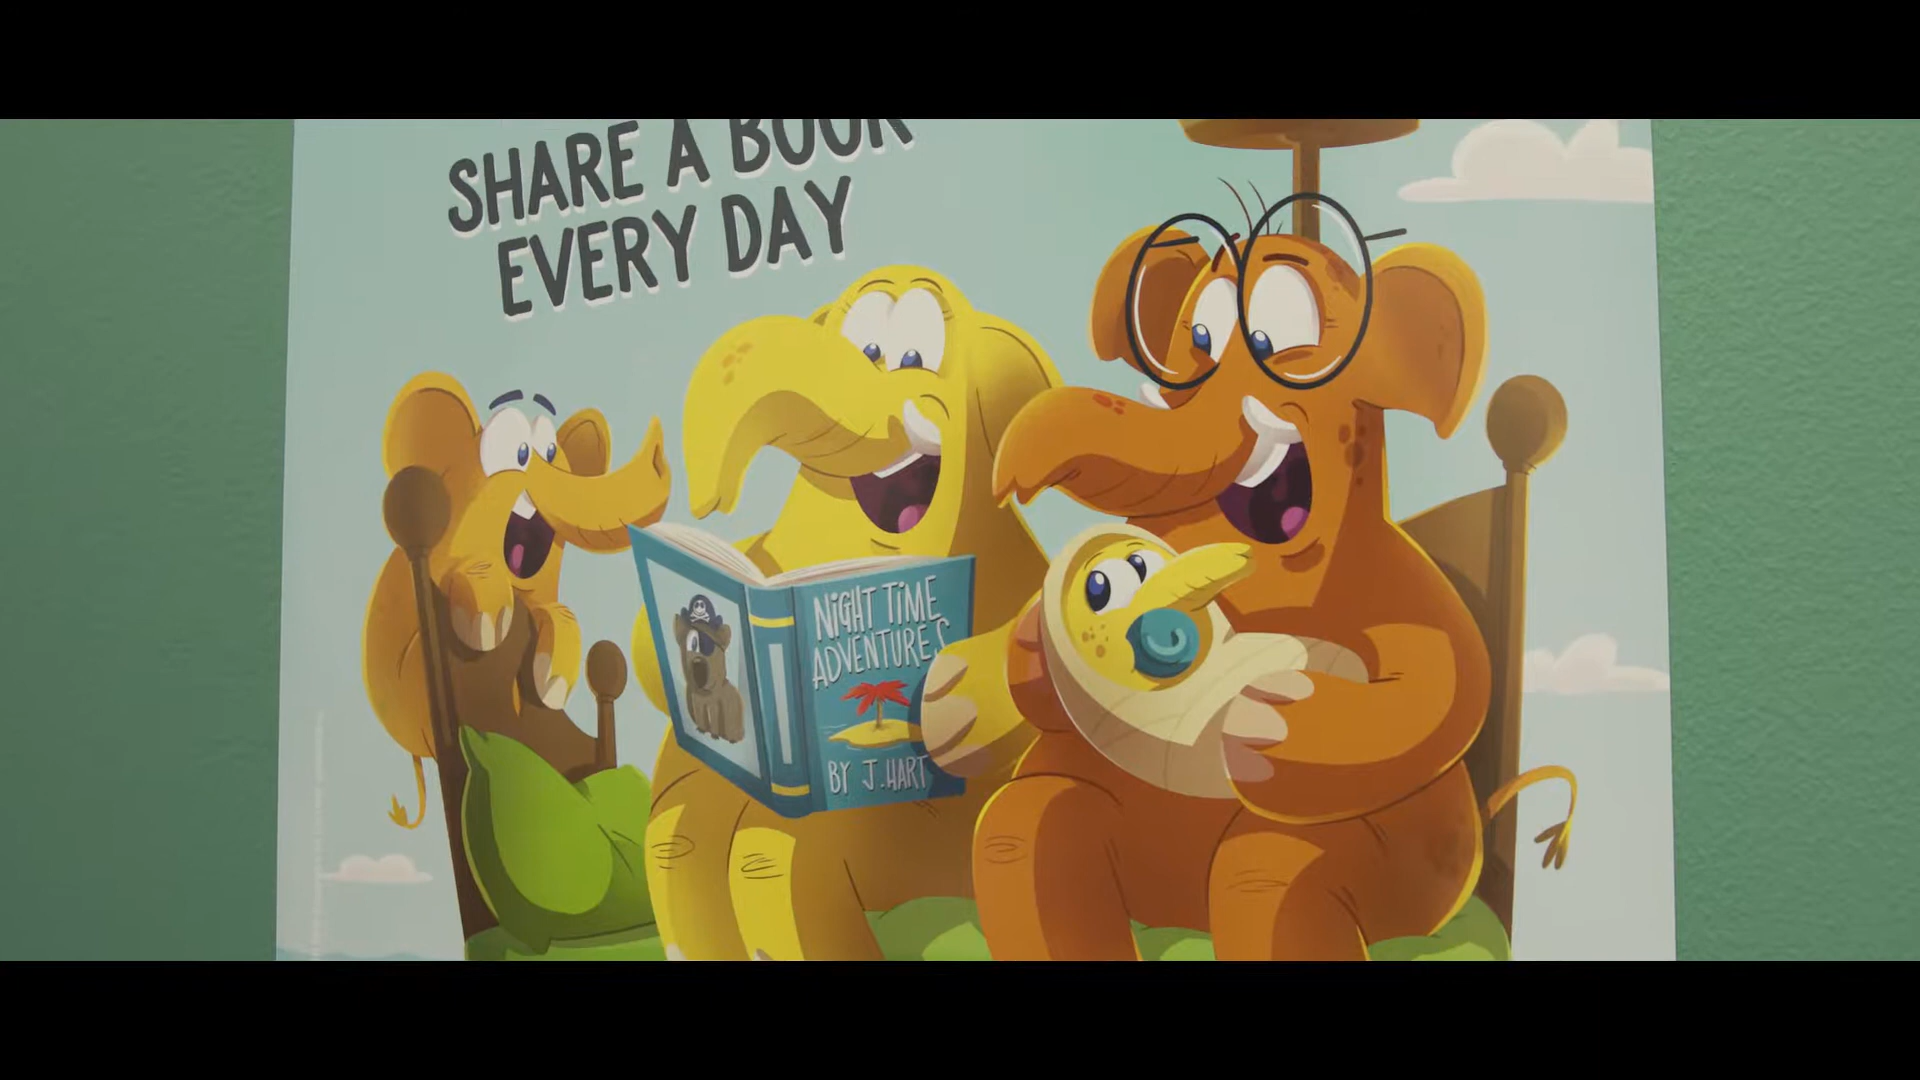 SHARE A BOOK
EVERY DAY
NIGHT TIME
ADVENTURES
BY J.HART